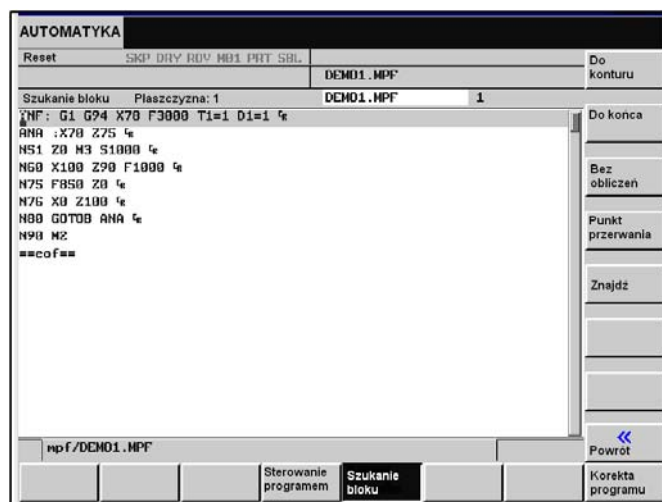 AUTOMATYKA
Reset SKP DRY ROV M01 PRT SBL
DEMO1.MPF
Szukanie bloku Plaszczyzna: 1 DEMO1.MPF 1
INF: G1 G94 X70 F3000 T1=1 D1=1 ␊
ANA :X70 Z75 ␊
N51 Z0 M3 S1000 ␊
N60 X100 Z90 F1000 ␊
N75 F850 Z0 ␊
N76 X0 Z100 ␊
N80 GOTOB ANA ␊
N90 M2
==eof==
mpf/DEMO1.MPF
Do konturu
Do końca
Bez obliczeń
Punkt przerwania
Znajdź
«
Powrót
Sterowanie programem
Szukanie bloku
Korekta programu